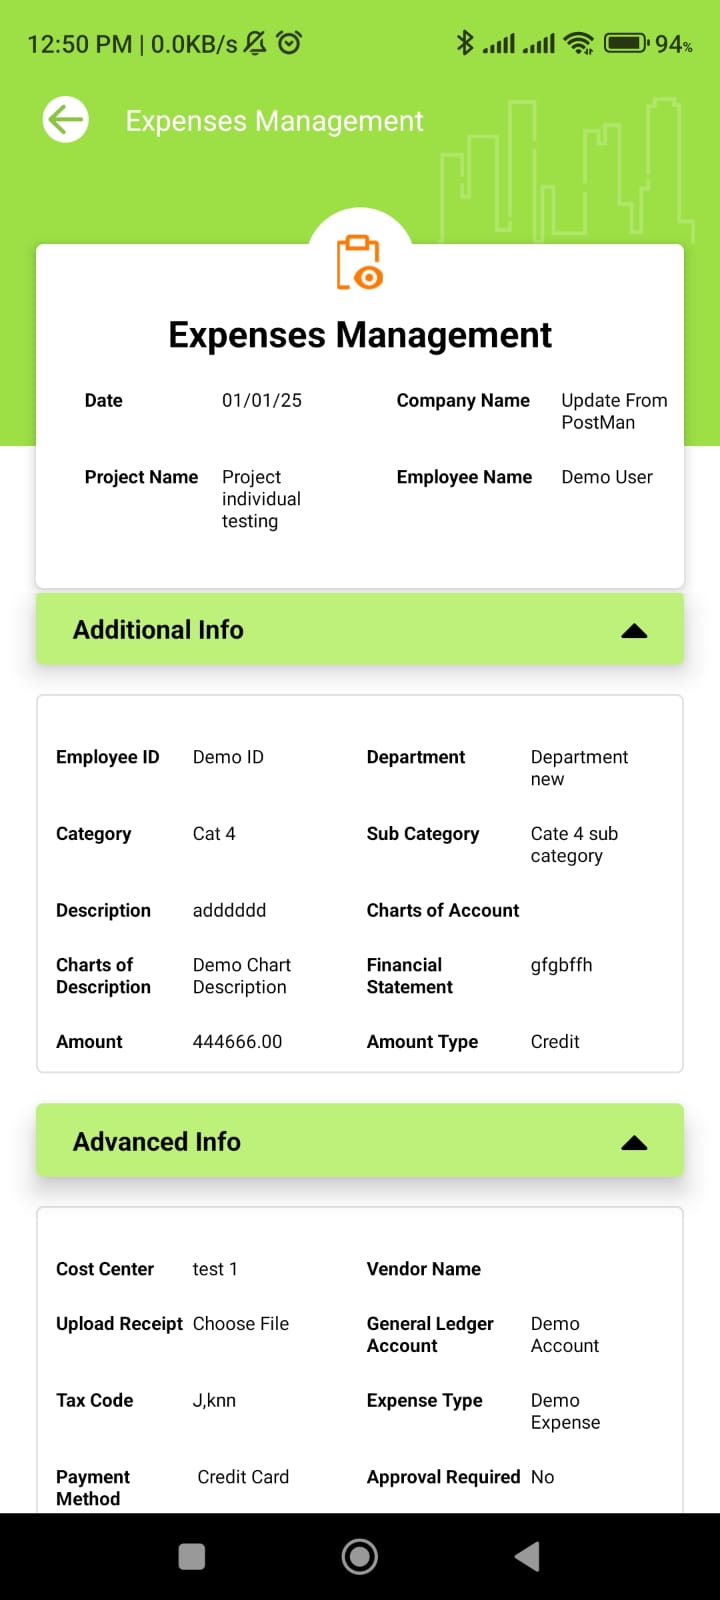 12:50 PM | 0.0KB/s 94%
Expenses Management
Expenses Management
Date 01/01/25 Company Name Update From
PostMan
Project Name Project Employee Name Demo User
individual
testing
Additional Info
Employee ID Demo ID Department Department
new
Category Cat 4 Sub Category Cate 4 sub
category
Description adddddd Charts of Account
Charts of Demo Chart Financial gfgbffh
Description Description Statement
Amount 444666.00 Amount Type Credit
Advanced Info
Cost Center test 1 Vendor Name
Upload Receipt Choose File General Ledger Demo
Account Account
Tax Code J,knn Expense Type Demo
Expense
Payment Credit Card Approval Required No
Method